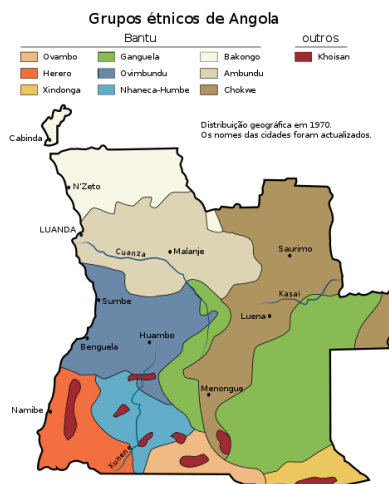 Grupos étnicos de Angola
Bantu
outros
Ovambo
Ganguela
Bakongo
Khoisan
Herero
Ovimbundu
Ambundu
Xindonga
Nhaneca-Humbe
Chokwe
Distribuição geográfica em 1970.
Os nomes das cidades foram actualizados.
Cabinda
N'Zeto
LUANDA
Cuanza
Malanje
Saurimo
Kasai
Sumbe
Luena
Huambo
Benguela
Menongue
Namibe
Kunene